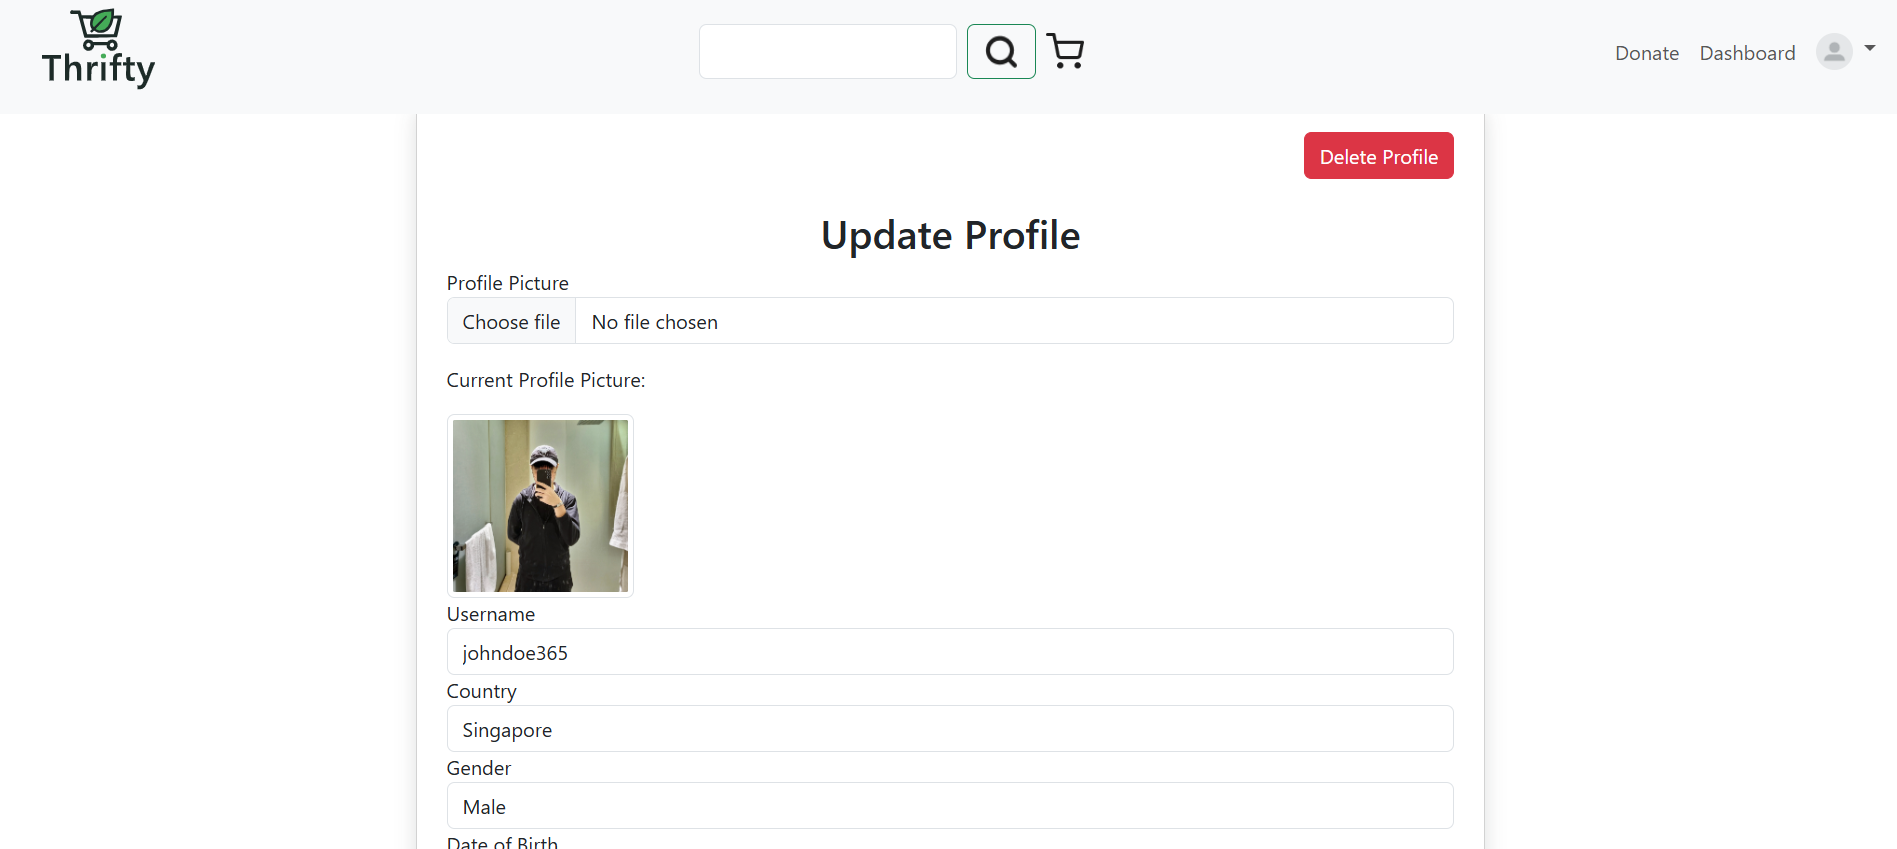 Thrifty
Donate Dashboard
Delete Profile
Update Profile
Profile Picture
Choose file No file chosen
Current Profile Picture:
Username
johndoe365
Country
Singapore
Gender
Male
Date of Birth